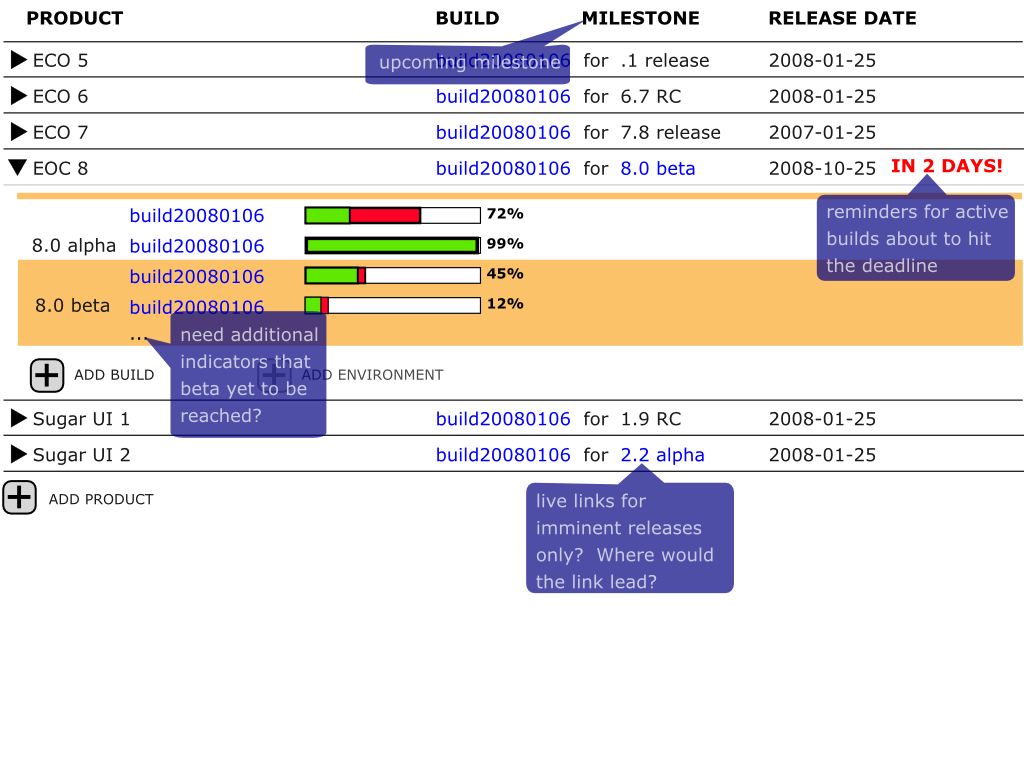 PRODUCT BUILD MILESTONE RELEASE DATE
ECO 5 build20080106 for .1 release 2008-01-25
upcoming milestone
ECO 6 build20080106 for 6.7 RC 2008-01-25
ECO 7 build20080106 for 7.8 release 2007-01-25
EOC 8 build20080106 for 8.0 beta 2008-10-25 IN 2 DAYS!
reminders for active
builds about to hit
the deadline
build20080106 72%
8.0 alpha build20080106 99%
build20080106 45%
8.0 beta build20080106 12%
...
need additional
indicators that
beta yet to be
reached?
ADD BUILD ADD ENVIRONMENT
Sugar UI 1 build20080106 for 1.9 RC 2008-01-25
Sugar UI 2 build20080106 for 2.2 alpha 2008-01-25
ADD PRODUCT
live links for
imminent releases
only? Where would
the link lead?